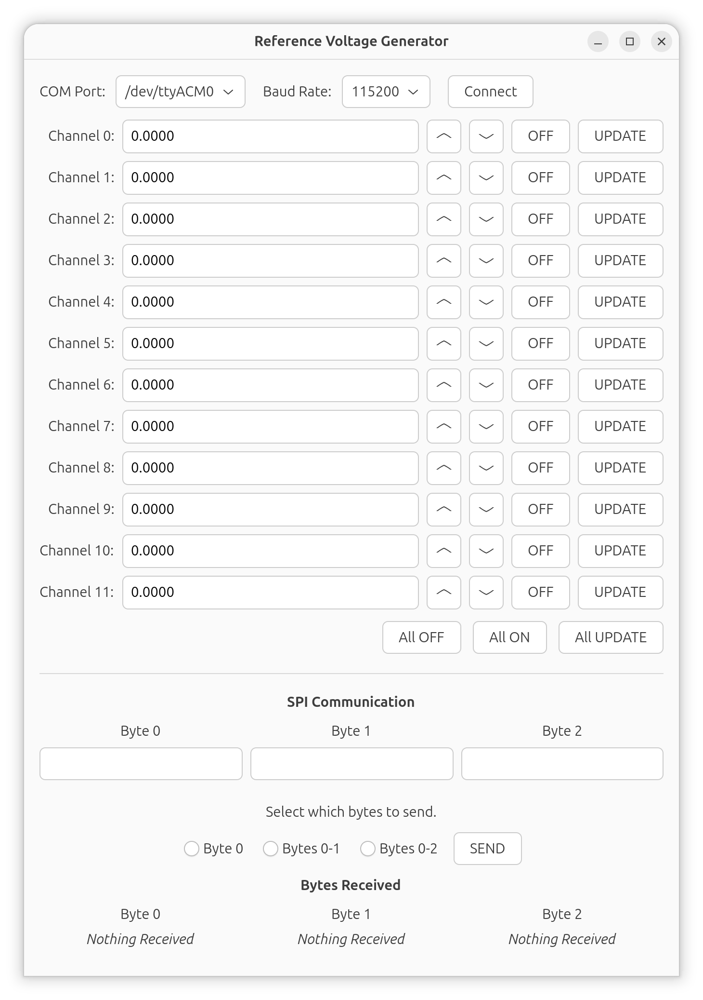 Reference Voltage Generator
COM Port: /dev/ttyACM0 Baud Rate: 115200 Connect
Channel 0: 0.0000 OFF UPDATE
Channel 1: 0.0000 OFF UPDATE
Channel 2: 0.0000 OFF UPDATE
Channel 3: 0.0000 OFF UPDATE
Channel 4: 0.0000 OFF UPDATE
Channel 5: 0.0000 OFF UPDATE
Channel 6: 0.0000 OFF UPDATE
Channel 7: 0.0000 OFF UPDATE
Channel 8: 0.0000 OFF UPDATE
Channel 9: 0.0000 OFF UPDATE
Channel 10: 0.0000 OFF UPDATE
Channel 11: 0.0000 OFF UPDATE
All OFF All ON All UPDATE
SPI Communication
Byte 0 Byte 1 Byte 2
Select which bytes to send.
Byte 0 Bytes 0-1 Bytes 0-2 SEND
Bytes Received
Byte 0 Byte 1 Byte 2
Nothing Received Nothing Received Nothing Received